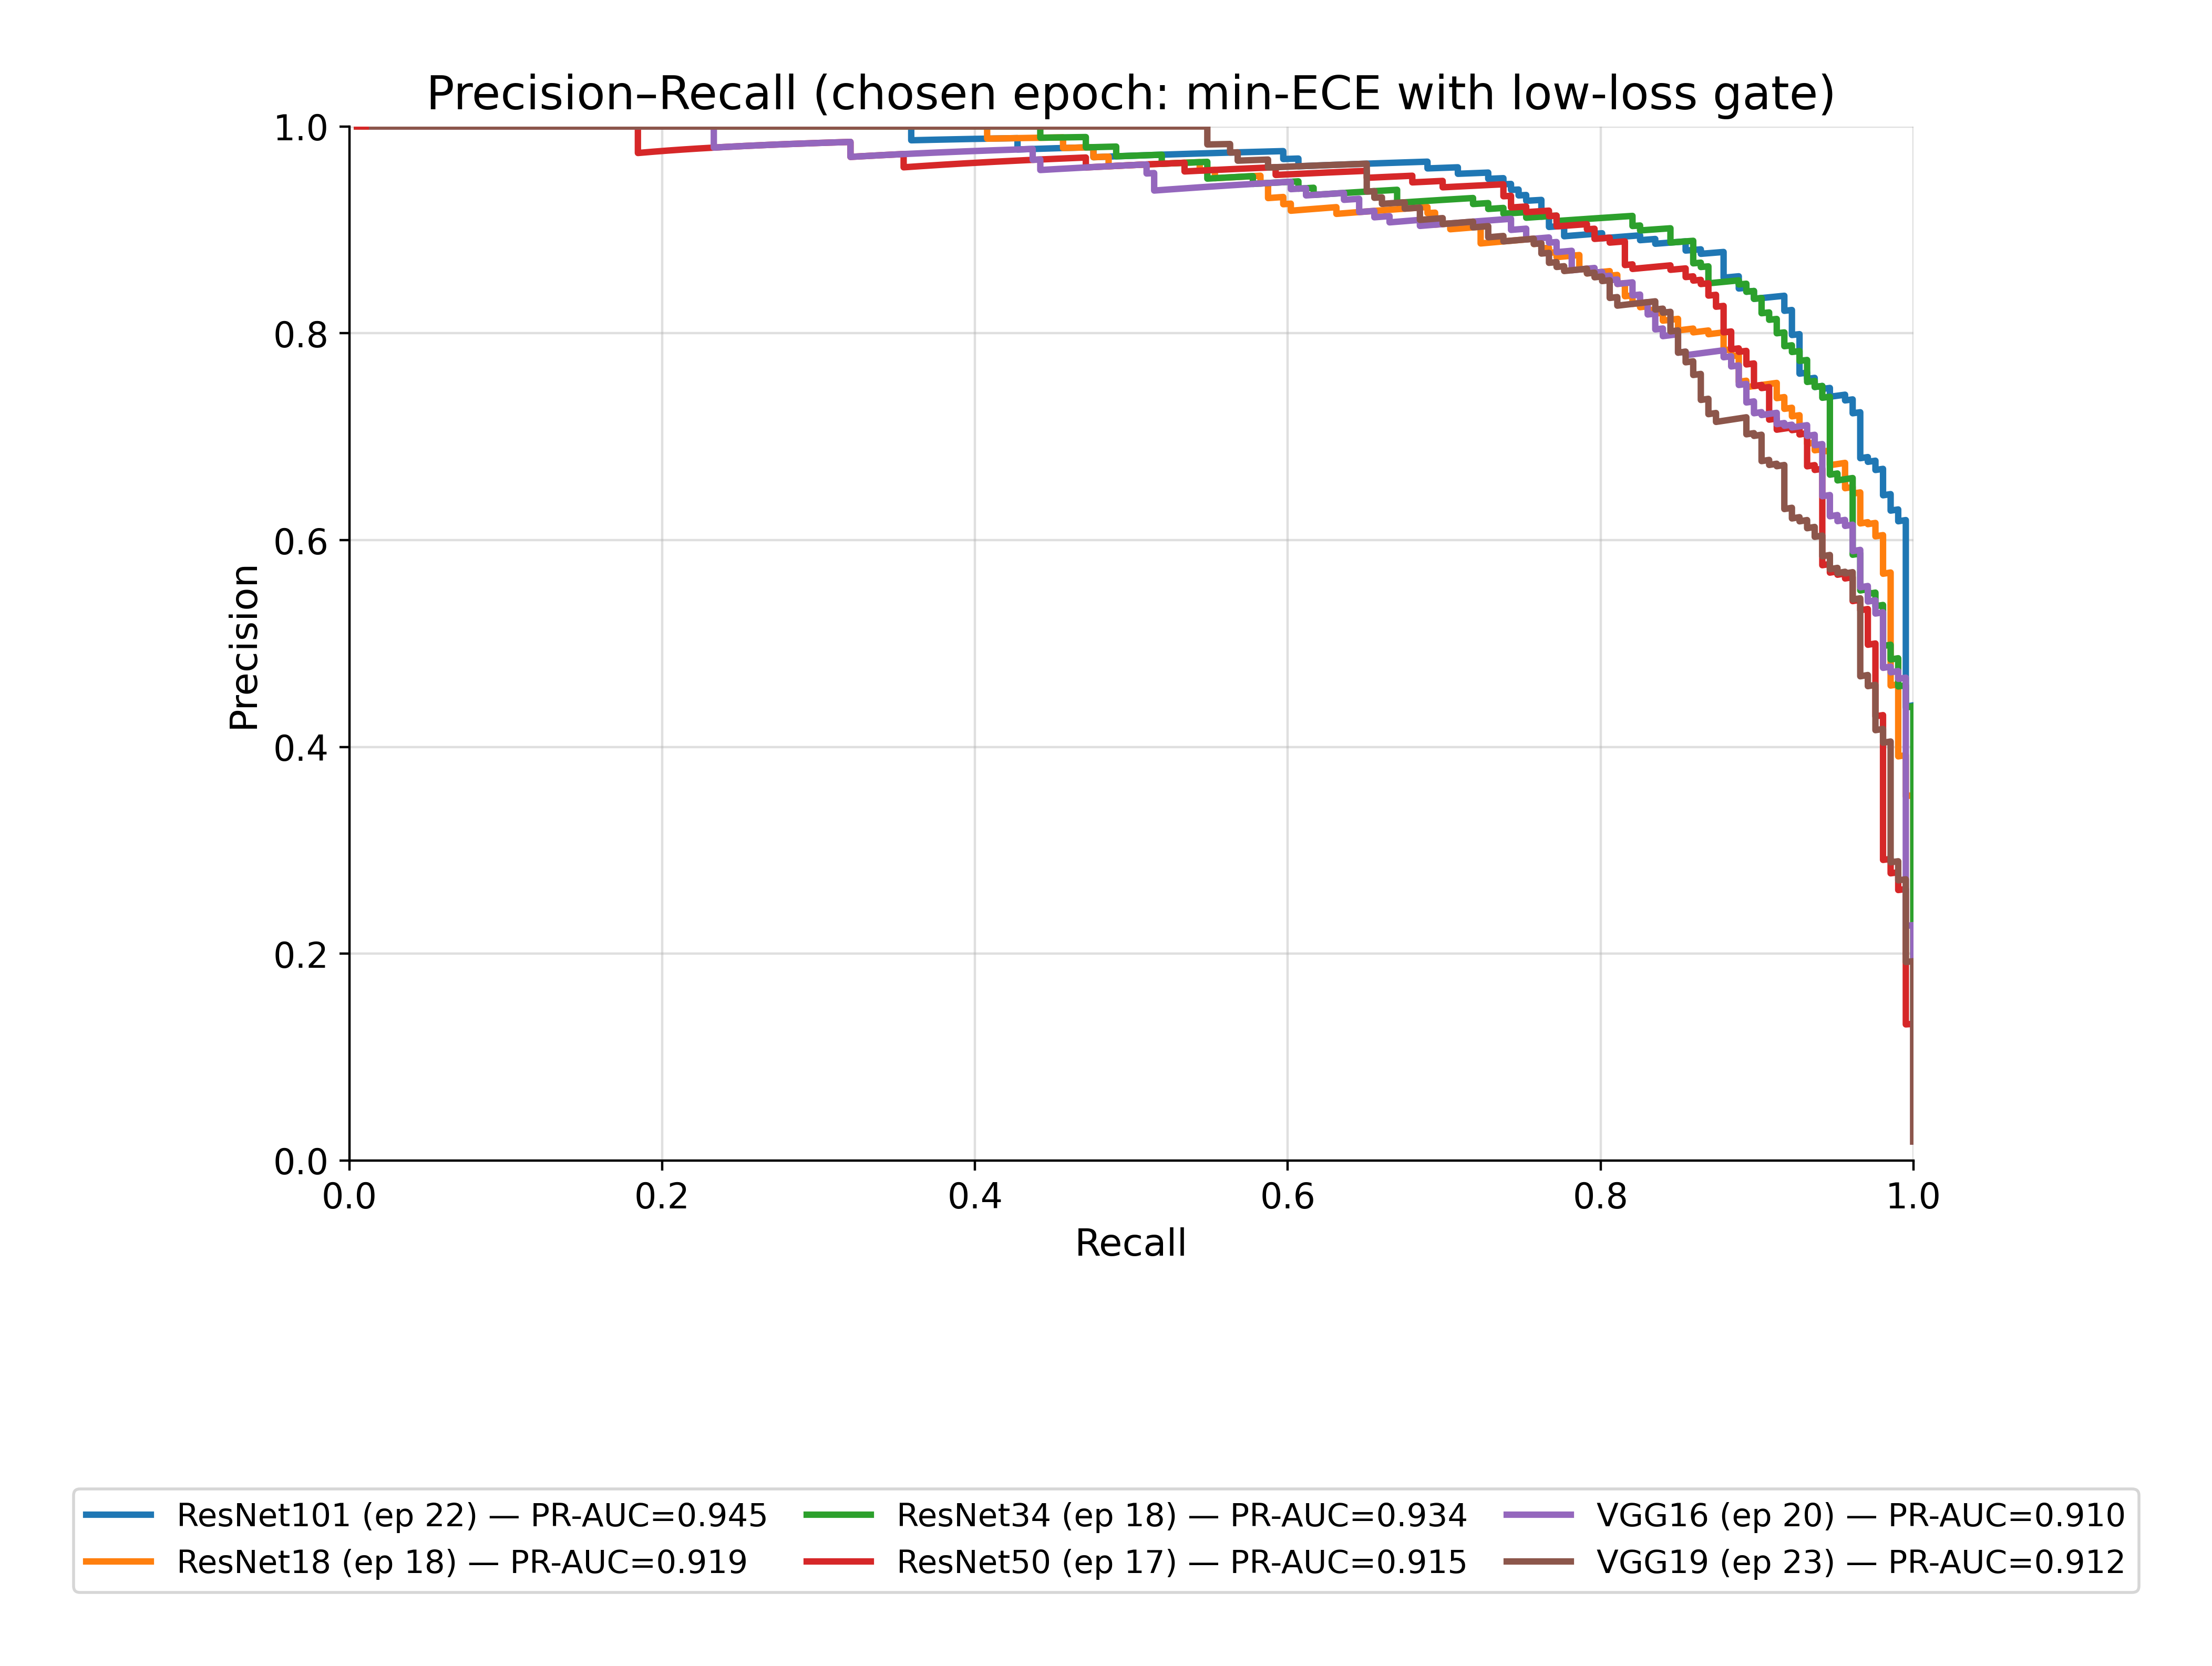 Precision–Recall (chosen epoch: min-ECE with low-loss gate)
1.0
0.8
0.6
0.4
0.2
0.0
Precision
0.0 0.2 0.4 0.6 0.8 1.0
Recall
ResNet101 (ep 22) — PR-AUC=0.945
ResNet18 (ep 18) — PR-AUC=0.919
ResNet34 (ep 18) — PR-AUC=0.934
ResNet50 (ep 17) — PR-AUC=0.915
VGG16 (ep 20) — PR-AUC=0.910
VGG19 (ep 23) — PR-AUC=0.912